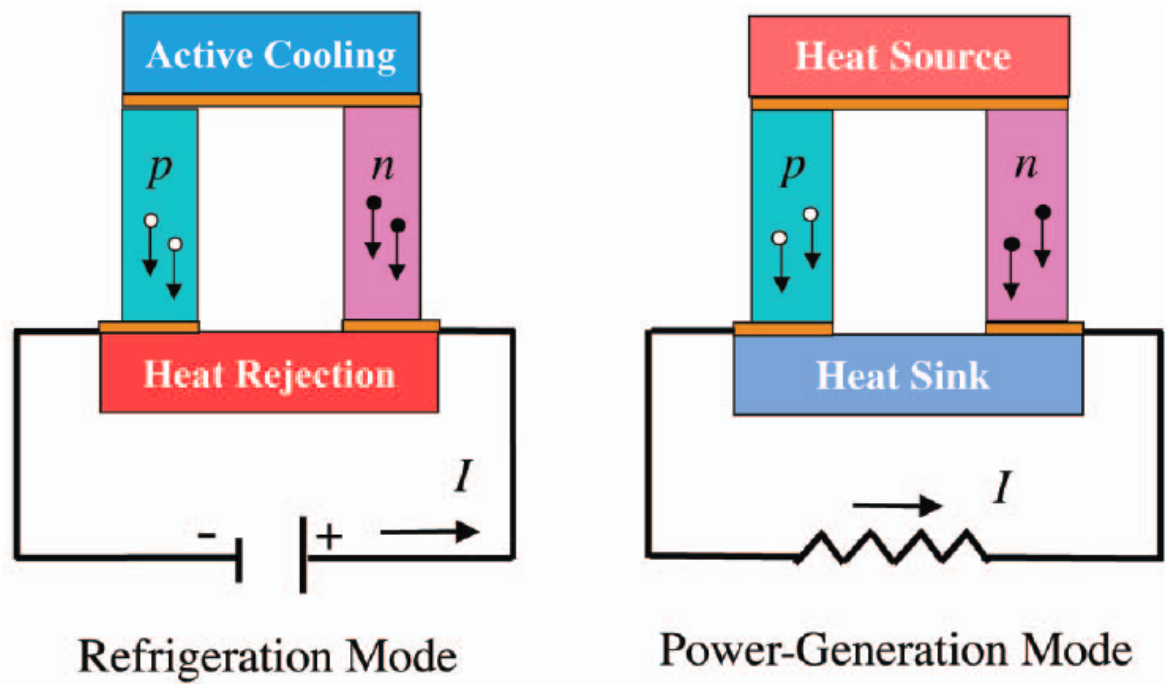 Active Cooling
p
n
Heat Rejection
I
-
+
Refrigeration Mode
Heat Source
p
n
Heat Sink
I
Power-Generation Mode